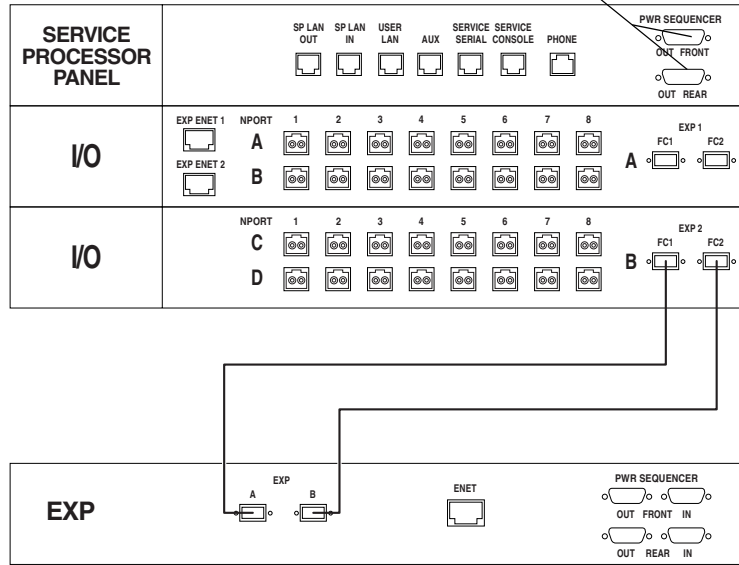 SERVICE PROCESSOR PANEL
SP LAN OUT
SP LAN IN
USER LAN
AUX
SERVICE SERIAL
SERVICE CONSOLE
PHONE
PWR SEQUENCER
OUT FRONT
OUT REAR
I/O
EXP ENET 1
EXP ENET 2
NPORT 1 2 3 4 5 6 7 8
A
B
EXP 1
FC1 FC2
A
I/O
NPORT 1 2 3 4 5 6 7 8
C
D
EXP 2
FC1 FC2
B
EXP
EXP
A B
ENET
PWR SEQUENCER
OUT FRONT IN
OUT REAR IN